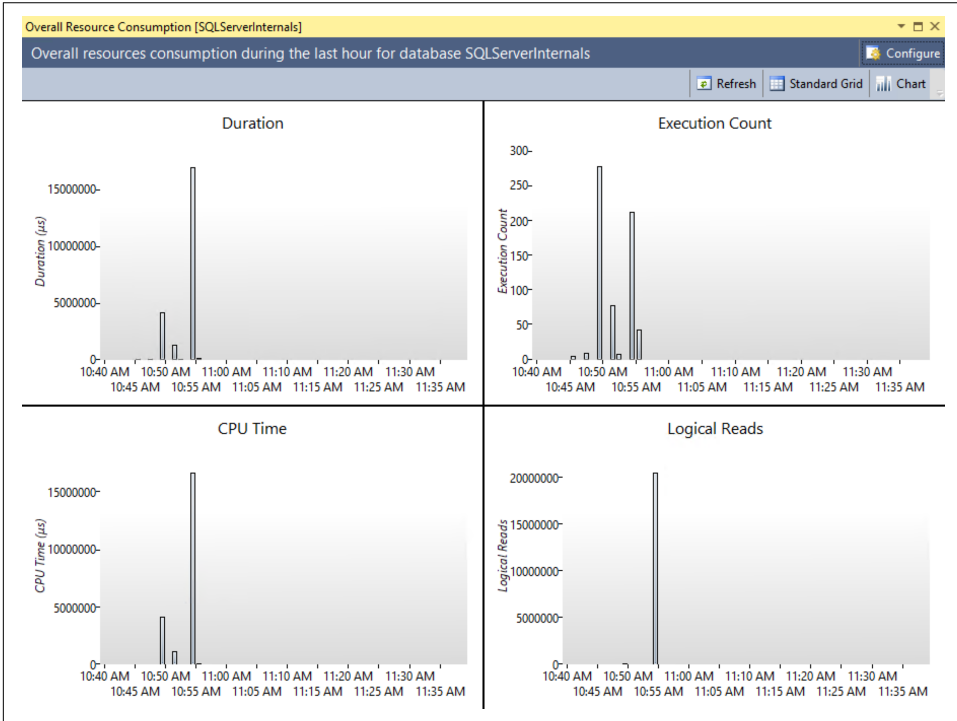 Overall Resource Consumption [SQLServerInternals]
Overall resources consumption during the last hour for database SQLServerInternals
Configure
Refresh
Standard Grid
Chart
Duration
Duration (µs)
15000000
10000000
5000000
0
10:40 AM 10:50 AM 11:00 AM 11:10 AM 11:20 AM 11:30 AM
10:45 AM 10:55 AM 11:05 AM 11:15 AM 11:25 AM 11:35 AM
Execution Count
Execution Count
300
250
200
150
100
50
0
10:40 AM 10:50 AM 11:00 AM 11:10 AM 11:20 AM 11:30 AM
10:45 AM 10:55 AM 11:05 AM 11:15 AM 11:25 AM 11:35 AM
CPU Time
CPU Time (µs)
15000000
10000000
5000000
0
10:40 AM 10:50 AM 11:00 AM 11:10 AM 11:20 AM 11:30 AM
10:45 AM 10:55 AM 11:05 AM 11:15 AM 11:25 AM 11:35 AM
Logical Reads
Logical Reads
20000000
15000000
10000000
5000000
0
10:40 AM 10:50 AM 11:00 AM 11:10 AM 11:20 AM 11:30 AM
10:45 AM 10:55 AM 11:05 AM 11:15 AM 11:25 AM 11:35 AM